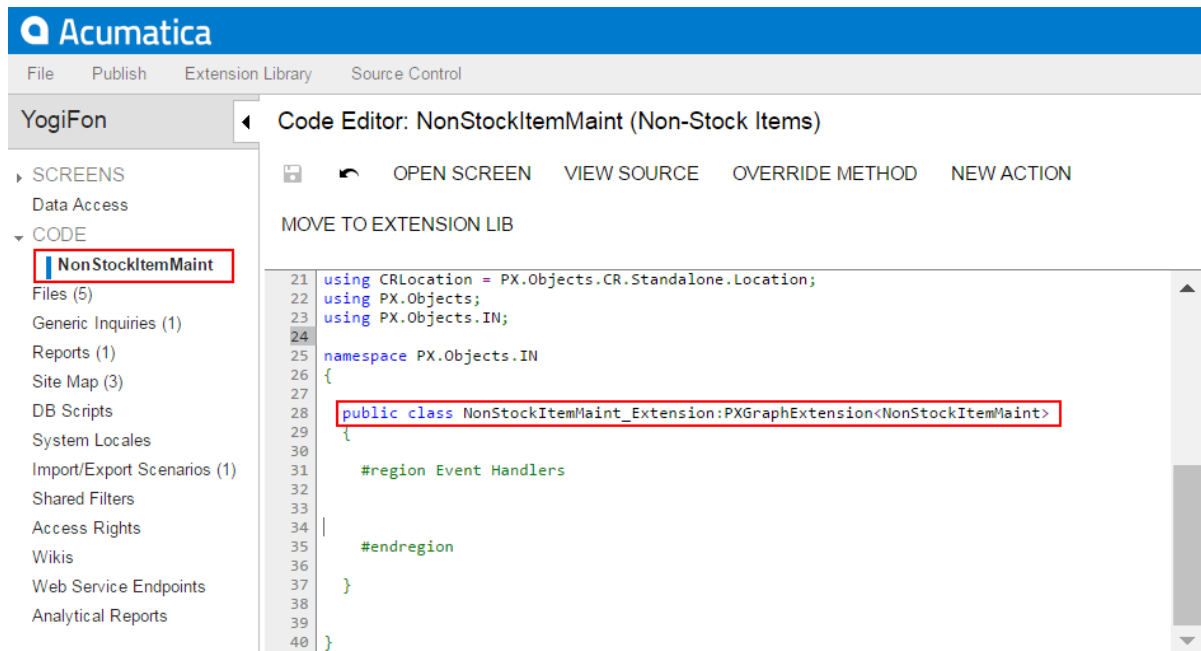 Acumatica
File Publish Extension Library Source Control
YogiFon
Code Editor: NonStockItemMaint (Non-Stock Items)
SCREENS
Data Access
CODE
NonStockItemMaint
Files (5)
Generic Inquiries (1)
Reports (1)
Site Map (3)
DB Scripts
System Locales
Import/Export Scenarios (1)
Shared Filters
Access Rights
Wikis
Web Service Endpoints
Analytical Reports
OPEN SCREEN VIEW SOURCE OVERRIDE METHOD NEW ACTION
MOVE TO EXTENSION LIB
21 using CRLocation = PX.Objects.CR.Standalone.Location;
22 using PX.Objects;
23 using PX.Objects.IN;
24
25 namespace PX.Objects.IN
26 {
27
28 public class NonStockItemMaint_Extension:PXGraphExtension<NonStockItemMaint>
29 {
30
31 #region Event Handlers
32
33
34
35 #endregion
36
37 }
38
39
40 }